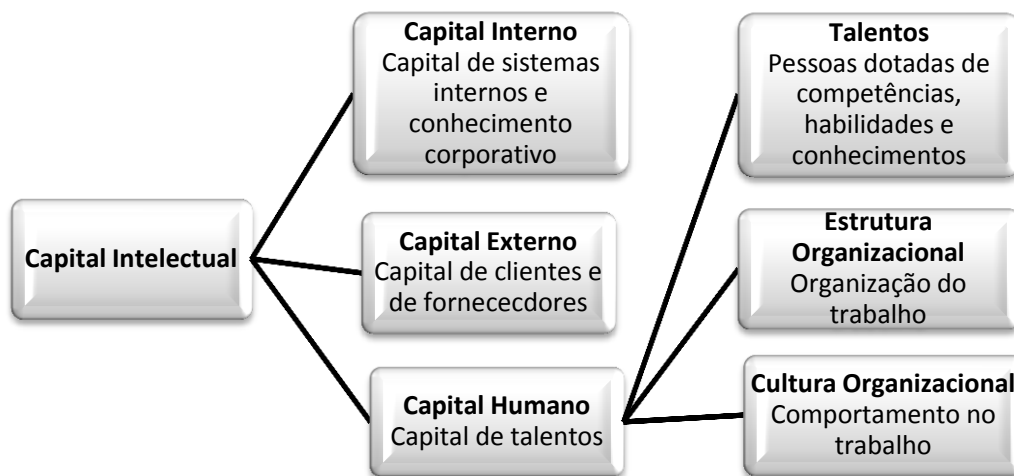 Capital Interno
Capital de sistemas
internos e
conhecimento
corporativo
Talentos
Pessoas dotadas de
competências,
habilidades e
conhecimentos
Capital Intelectual
Capital Externo
Capital de clientes e
de fornececdores
Estrutura
Organizacional
Organização do
trabalho
Capital Humano
Capital de talentos
Cultura Organizacional
Comportamento no
trabalho